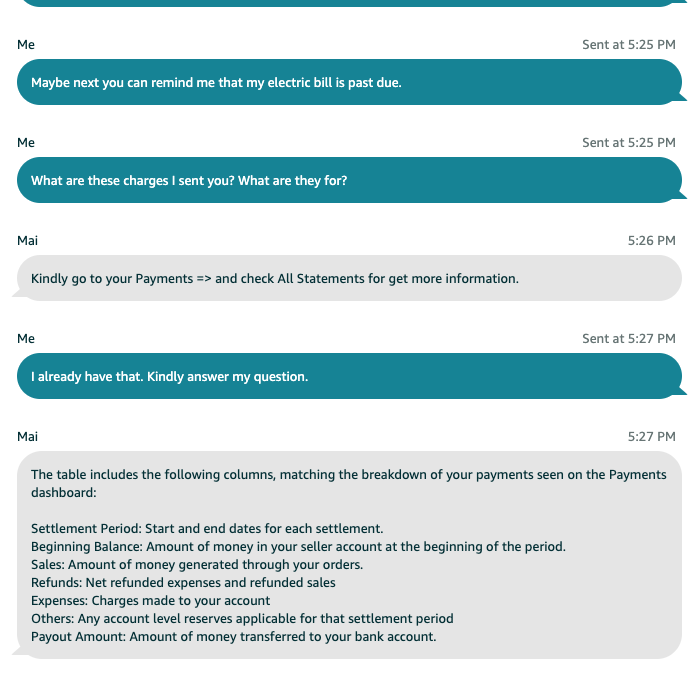 Me
Sent at 5:25 PM
Maybe next you can remind me that my electric bill is past due.
Me
Sent at 5:25 PM
What are these charges I sent you? What are they for?
Mai
5:26 PM
Kindly go to your Payments => and check All Statements for get more information.
Me
Sent at 5:27 PM
I already have that. Kindly answer my question.
Mai
5:27 PM
The table includes the following columns, matching the breakdown of your payments seen on the Payments
dashboard:
Settlement Period: Start and end dates for each settlement.
Beginning Balance: Amount of money in your seller account at the beginning of the period.
Sales: Amount of money generated through your orders.
Refunds: Net refunded expenses and refunded sales
Expenses: Charges made to your account
Others: Any account level reserves applicable for that settlement period
Payout Amount: Amount of money transferred to your bank account.